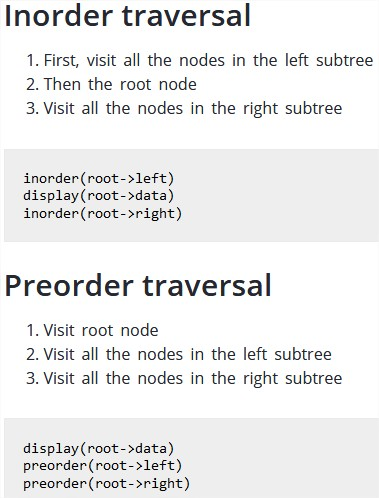 Inorder traversal
1. First, visit all the nodes in the left subtree
2. Then the root node
3. Visit all the nodes in the right subtree
inorder(root->left)
display(root->data)
inorder(root->right)
Preorder traversal
1. Visit root node
2. Visit all the nodes in the left subtree
3. Visit all the nodes in the right subtree
display(root->data)
preorder(root->left)
preorder(root->right)